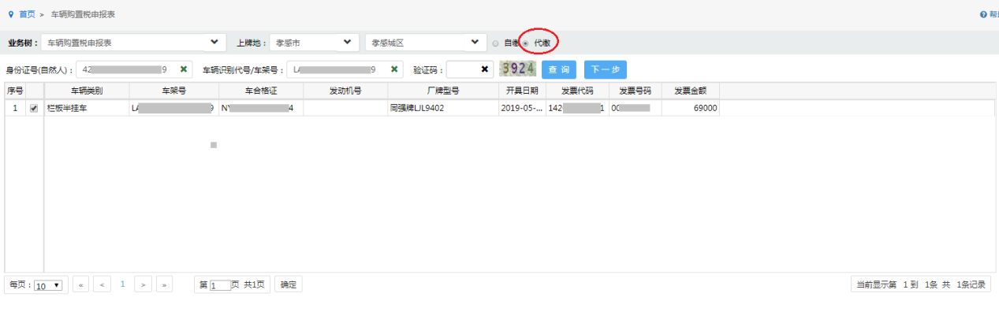 首页 > 车辆购置税申报表 帮
业务树： 车辆购置税申报表 上牌地： 孝感市 孝感城区 自缴 代缴
身份证号(自然人)： 42 9 车辆识别代号/车架号： L 9 验证码： 3924 查 询 下一步
序号 车辆类别 车架号 车合格证 发动机号 厂牌型号 开具日期 发票代码 发票号码 发票金额
1 栏板半挂车 L 9 NY 4 同强牌LJL9402 2019-05-... 142 1 00 69000
每页： 10 « < 1 > » 第 1 页 共1页 确定 当前显示第 1 到 1条 共 1条记录